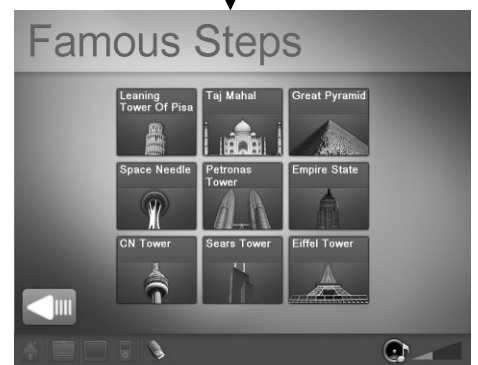 Famous Steps
Leaning
Tower Of Pisa
Taj Mahal
Great Pyramid
Space Needle
Petronas
Tower
Empire State
CN Tower
Sears Tower
Eiffel Tower